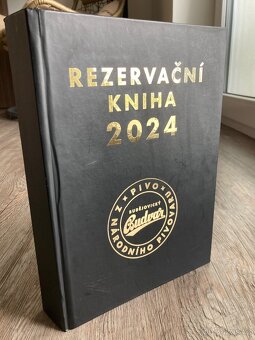 REZERVAČNÍ
KNIHA
2024
PIVO
BUDĚJOVICKÝ
Budvar
Z NÁRODNÍHO PIVOVARU